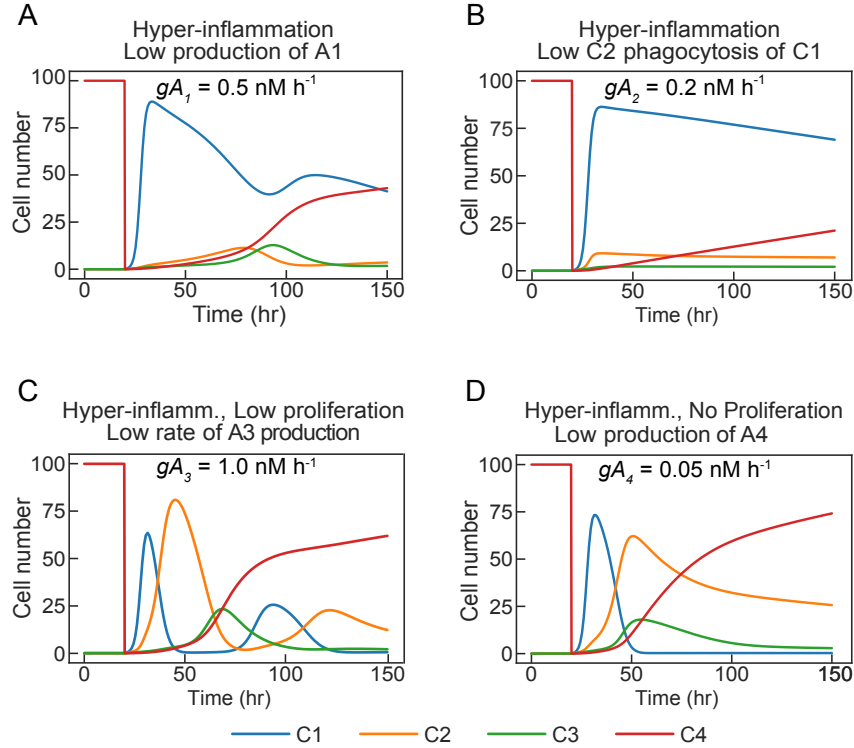 A
Hyper-inflammation
Low production of A1
gA₁ = 0.5 nM h⁻¹
Cell number
100
75
50
25
0
0 50 100 150
Time (hr)
B
Hyper-inflammation
Low C2 phagocytosis of C1
gA₂ = 0.2 nM h⁻¹
Cell number
100
75
50
25
0
0 50 100 150
Time (hr)
C
Hyper-inflamm., Low proliferation
Low rate of A3 production
gA₃ = 1.0 nM h⁻¹
Cell number
100
75
50
25
0
0 50 100 150
Time (hr)
D
Hyper-inflamm., No Proliferation
Low production of A4
gA₄ = 0.05 nM h⁻¹
Cell number
100
75
50
25
0
0 50 100 150
Time (hr)
C1 C2 C3 C4